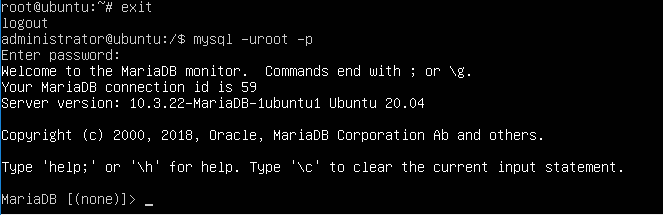 root@ubuntu:~# exit
logout
administrator@ubuntu:/$ mysql -uroot -p
Enter password:
Welcome to the MariaDB monitor.  Commands end with ; or \g.
Your MariaDB connection id is 59
Server version: 10.3.22-MariaDB-1ubuntu1 Ubuntu 20.04

Copyright (c) 2000, 2018, Oracle, MariaDB Corporation Ab and others.

Type 'help;' or '\h' for help. Type '\c' to clear the current input statement.

MariaDB [(none)]> _